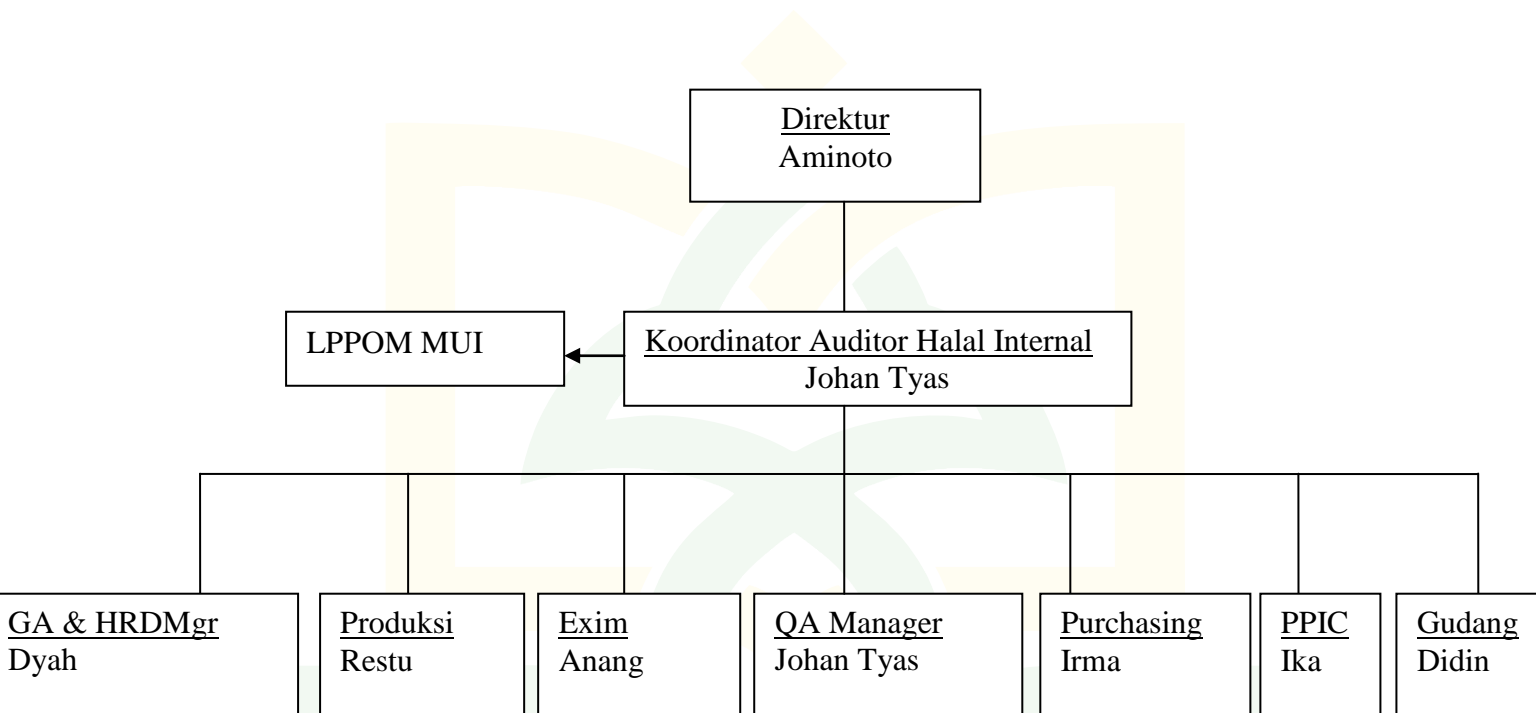 Direktur
Aminoto
LPPOM MUI
Koordinator Auditor Halal Internal
Johan Tyas
GA & HRDMgr
Dyah
Produksi
Restu
Exim
Anang
QA Manager
Johan Tyas
Purchasing
Irma
PPIC
Ika
Gudang
Didin